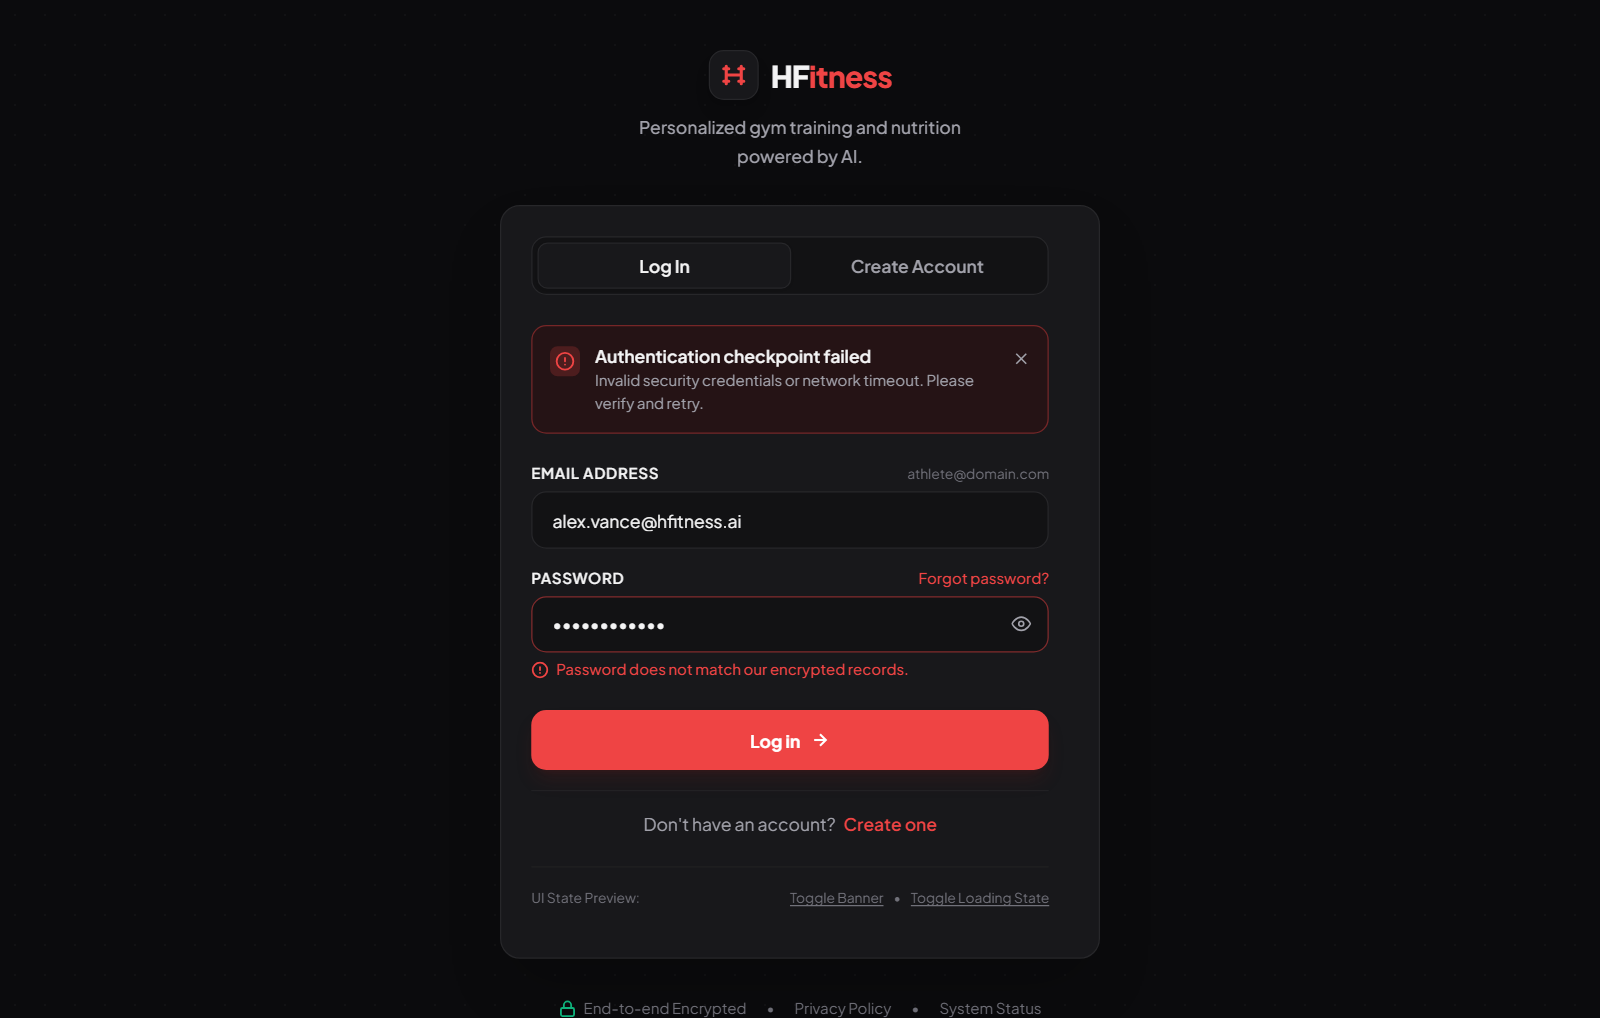 HFitness
Personalized gym training and nutrition
powered by AI.
Log In
Create Account
Authentication checkpoint failed
Invalid security credentials or network timeout. Please
verify and retry.
EMAIL ADDRESS
athlete@domain.com
alex.vance@hfitness.ai
PASSWORD
Forgot password?
••••••••••••
Password does not match our encrypted records.
Log in →
Don't have an account? Create one
UI State Preview:
Toggle Banner • Toggle Loading State
End-to-end Encrypted • Privacy Policy • System Status